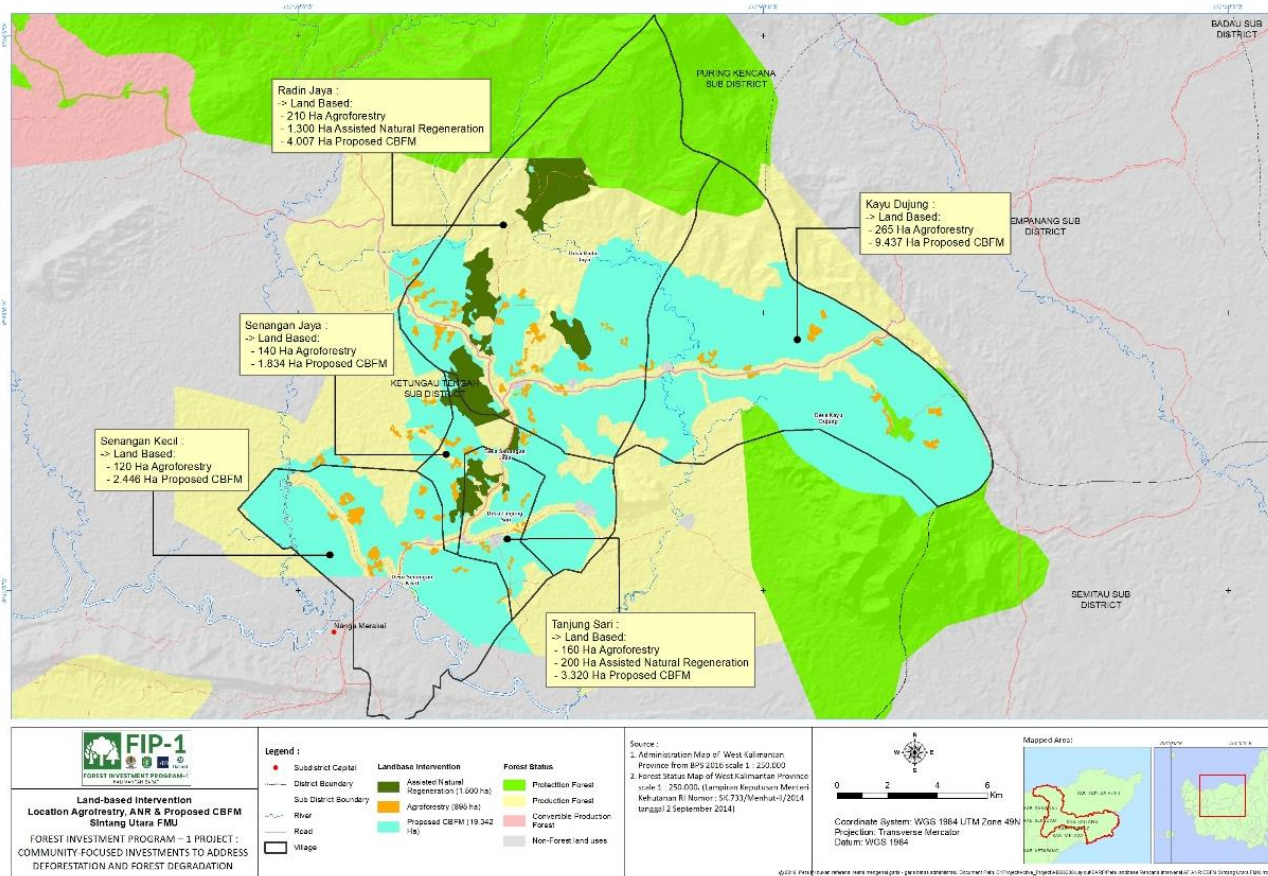 BADAU SUB
DISTRICT
PURING KENCANA
SUB DISTRICT
Radin Jaya :
-> Land Based:
- 210 Ha Agroforestry
- 1.300 Ha Assisted Natural Regeneration
- 4.007 Ha Proposed CBFM
Kayu Dujung :
-> Land Based:
- 265 Ha Agroforestry
- 9.437 Ha Proposed CBFM
EMPANANG SUB
DISTRICT
Senangan Jaya :
-> Land Based:
- 140 Ha Agroforestry
- 1.834 Ha Proposed CBFM
KETUNGAU TENGAH
SUB DISTRICT
Desa Kayu
Dujung
Senangan Kecil :
-> Land Based:
- 120 Ha Agroforestry
- 2.446 Ha Proposed CBFM
Desa Tanjung
Sari
Desa Senangan
Kecil
SEMITAU SUB
DISTRICT
Nanga Merakai
Tanjung Sari :
-> Land Based:
- 160 Ha Agroforestry
- 200 Ha Assisted Natural Regeneration
- 3.320 Ha Proposed CBFM
FIP-1
FOREST INVESTMENT PROGRAM-1
KALIMANTAN BARAT
Land-based Intervention
Location Agrofrestry, ANR & Proposed CBFM
Sintang Utara FMU
FOREST INVESTMENT PROGRAM – 1 PROJECT :
COMMUNITY-FOCUSED INVESTMENTS TO ADDRESS
DEFORESTATION AND FOREST DEGRADATION
Legend :
Subdistrict Capital
District Boundary
Sub District Boundary
River
Road
Village
Landbase Intervention
Assisted Natural
Regeneration (1.500 ha)
Agroforestry (895 ha)
Proposed CBFM (19.342
Ha)
Forest Status
Protection Forest
Production Forest
Convertible Production
Forest
Non-Forest land uses
Source :
1. Administration Map of West Kalimantan
Province from BPS 2016 scale 1 : 250.000
2. Forest Status Map of West Kalimantan Province
scale 1 : 250.000. (Lampiran Keputusan Menteri
Kehutanan RI Nomor : SK.733/Menhut-II/2014
tanggal 2 September 2014)
N
W E
S
0 2 4 6
Km
Coordinate System: WGS 1984 UTM Zone 49N
Projection: Transverse Mercator
Datum: WGS 1984
Mapped Area: